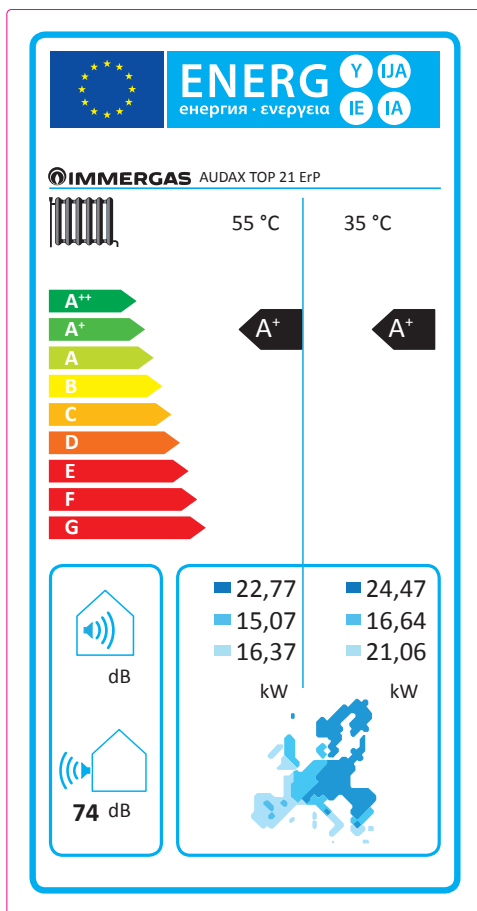 ENERG Y IJA
енергия · ενεργεια IE IA
IMMERGAS AUDAX TOP 21 ErP
55 °C 35 °C
A++
A+ A+ A+
A
B
C
D
E
F
G
22,77 24,47
15,07 16,64
16,37 21,06
kW kW
dB
74 dB